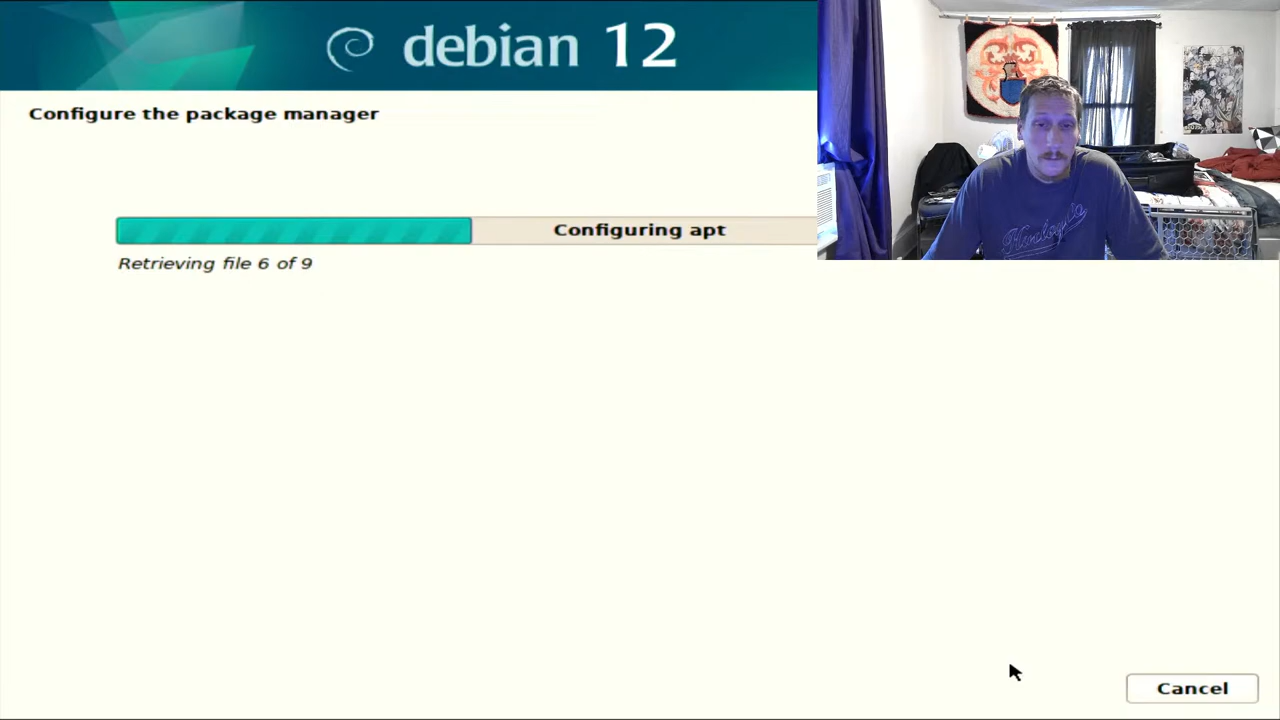 debian 12
Configure the package manager
Configuring apt
Retrieving file 6 of 9
Cancel